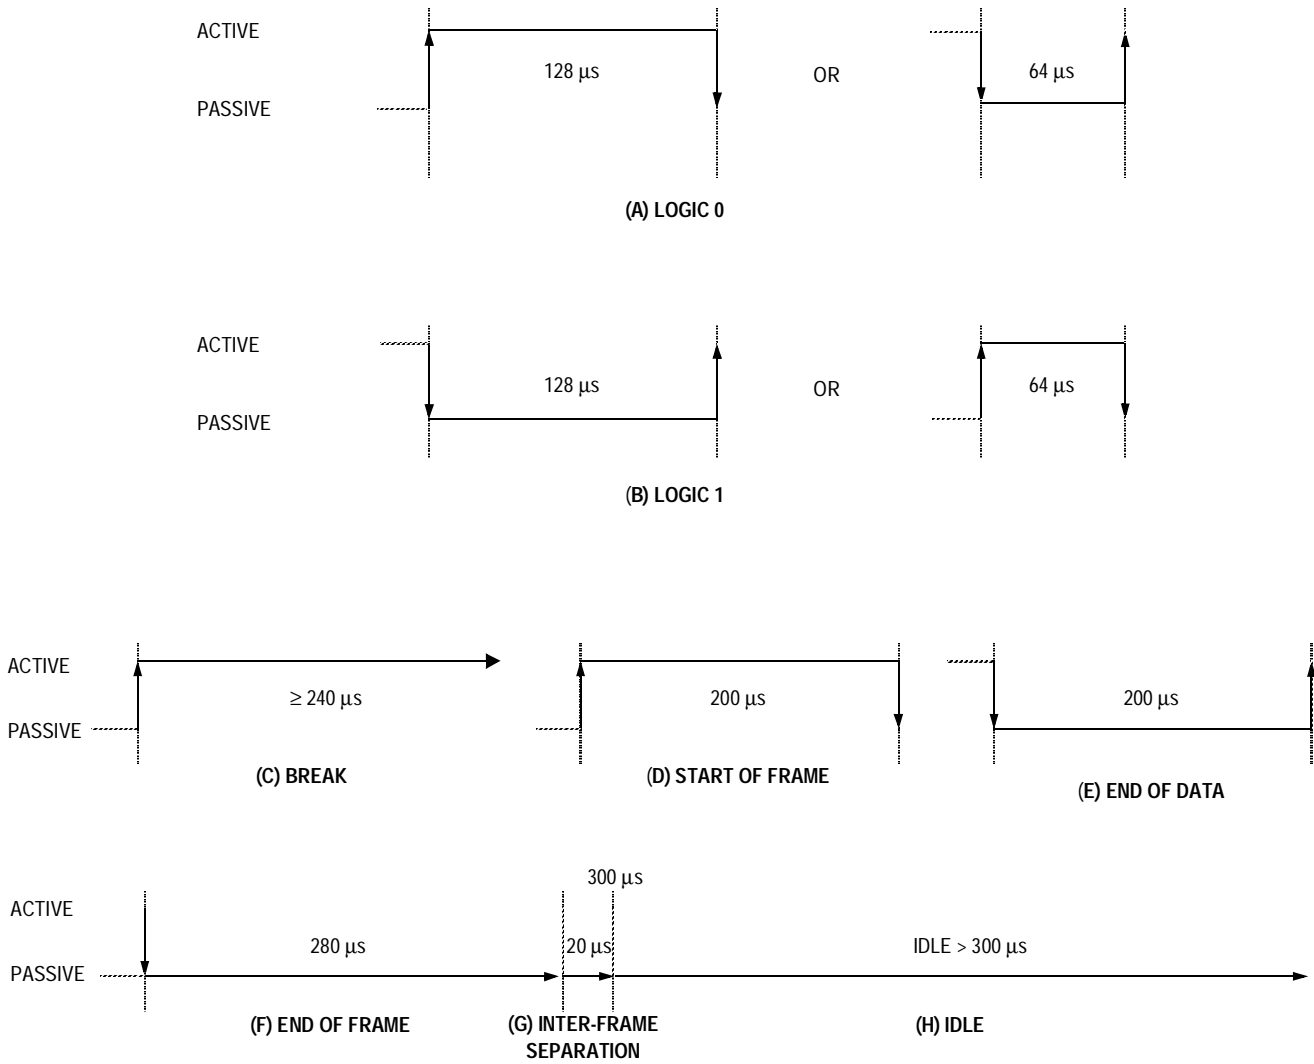 ACTIVE
128 µs
OR
64 µs
PASSIVE
(A) LOGIC 0
ACTIVE
128 µs
OR
64 µs
PASSIVE
(B) LOGIC 1
ACTIVE
≥ 240 µs
200 µs
200 µs
PASSIVE
(C) BREAK
(D) START OF FRAME
(E) END OF DATA
300 µs
ACTIVE
280 µs
20 µs
IDLE > 300 µs
PASSIVE
(F) END OF FRAME
(G) INTER-FRAME
SEPARATION
(H) IDLE